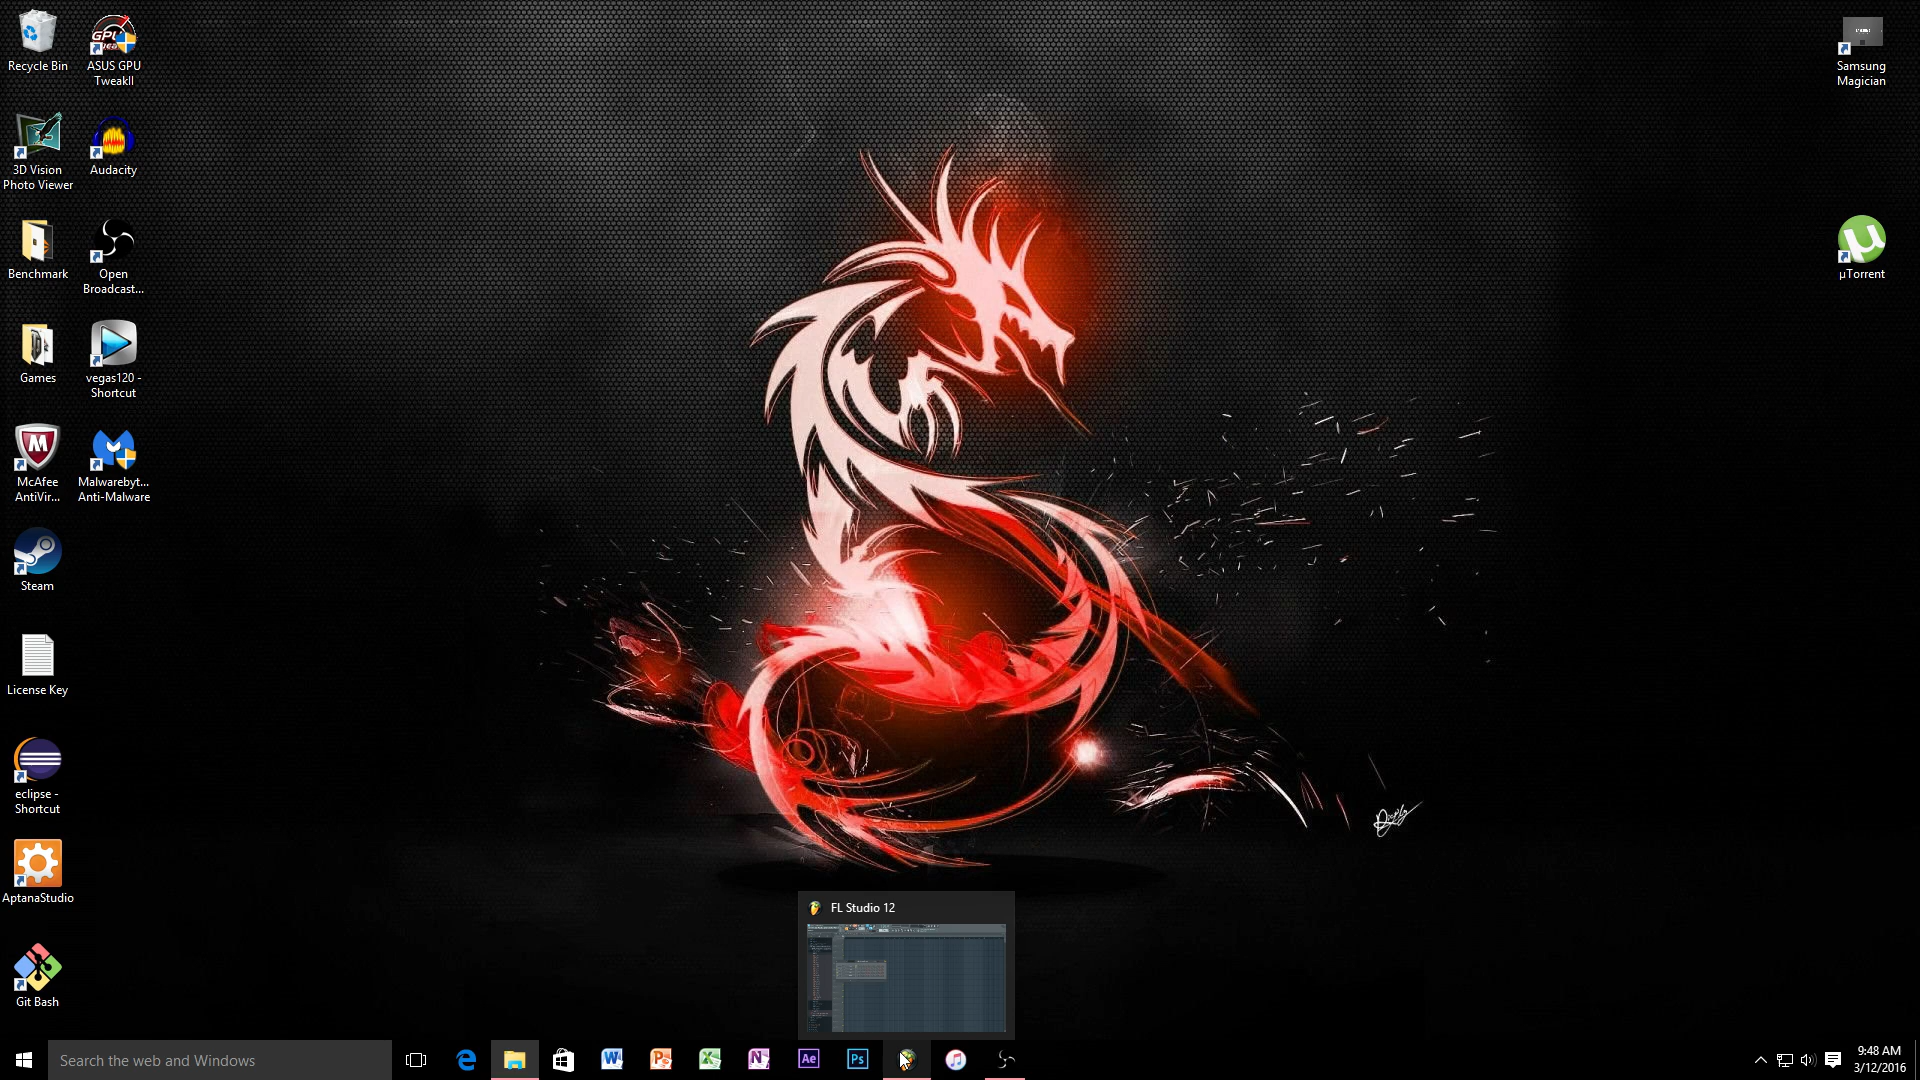 Recycle Bin
ASUS GPU
TweakII
3D Vision
Photo Viewer
Audacity
Benchmark
Open
Broadcast...
Games
vegas120 -
Shortcut
McAfee
AntiVir...
Malwarebyt...
Anti-Malware
Steam
License Key
eclipse -
Shortcut
AptanaStudio
Git Bash
Samsung
Magician
µTorrent
FL Studio 12
Search the web and Windows
Ae
Ps
9:48 AM
3/12/2016